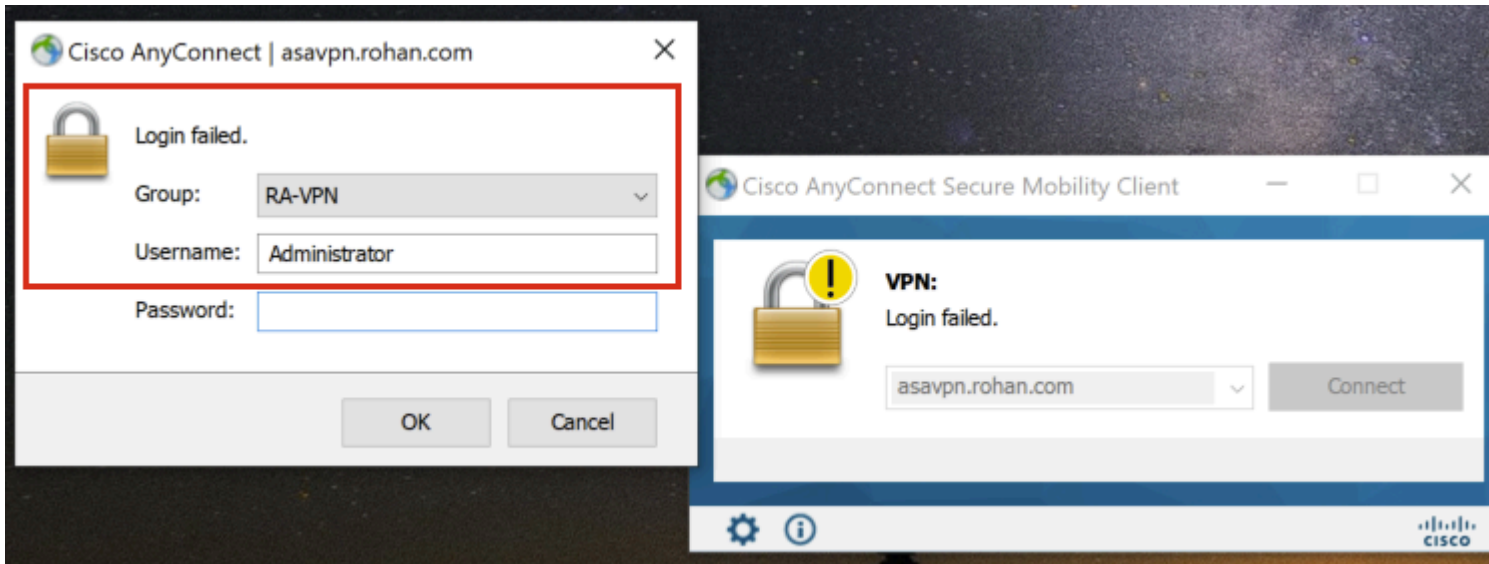 Cisco AnyConnect | asavpn.rohan.com
Login failed.
Group: RA-VPN
Username: Administrator
Password:
OK Cancel
Cisco AnyConnect Secure Mobility Client
VPN:
Login failed.
asavpn.rohan.com Connect
CISCO